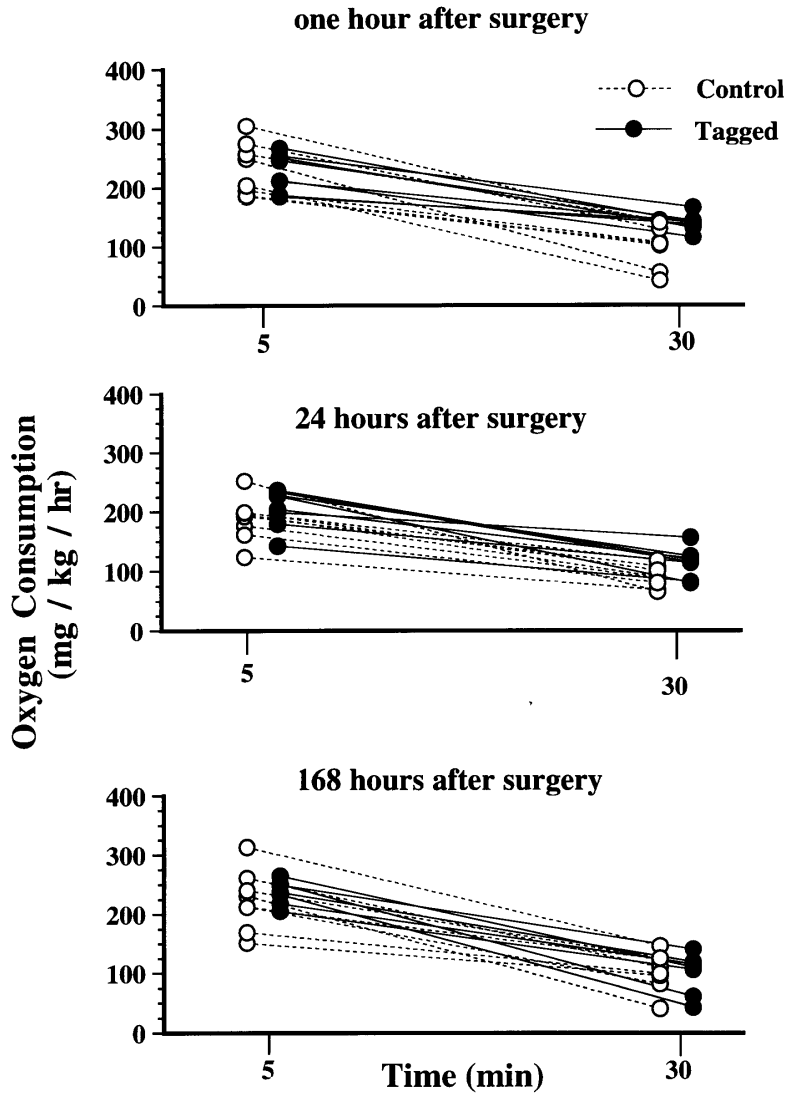 one hour after surgery
400
300
200
100
0
5
30
Control
Tagged
24 hours after surgery
400
300
200
100
0
5
30
Oxygen Consumption
(mg / kg / hr)
168 hours after surgery
400
300
200
100
0
5
30
Time (min)